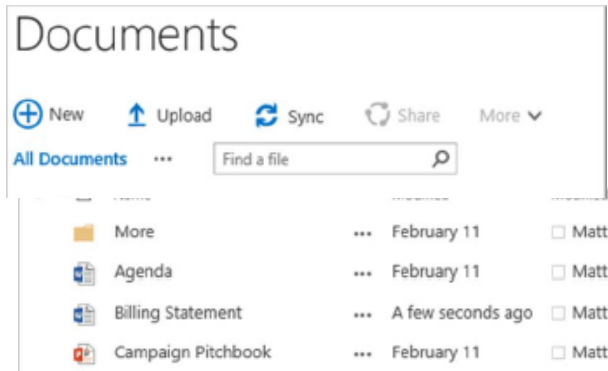 Documents
New Upload Sync Share More
All Documents ... Find a file
More ... February 11 Matt
Agenda ... February 11 Matt
Billing Statement ... A few seconds ago Matt
Campaign Pitchbook ... February 11 Matt